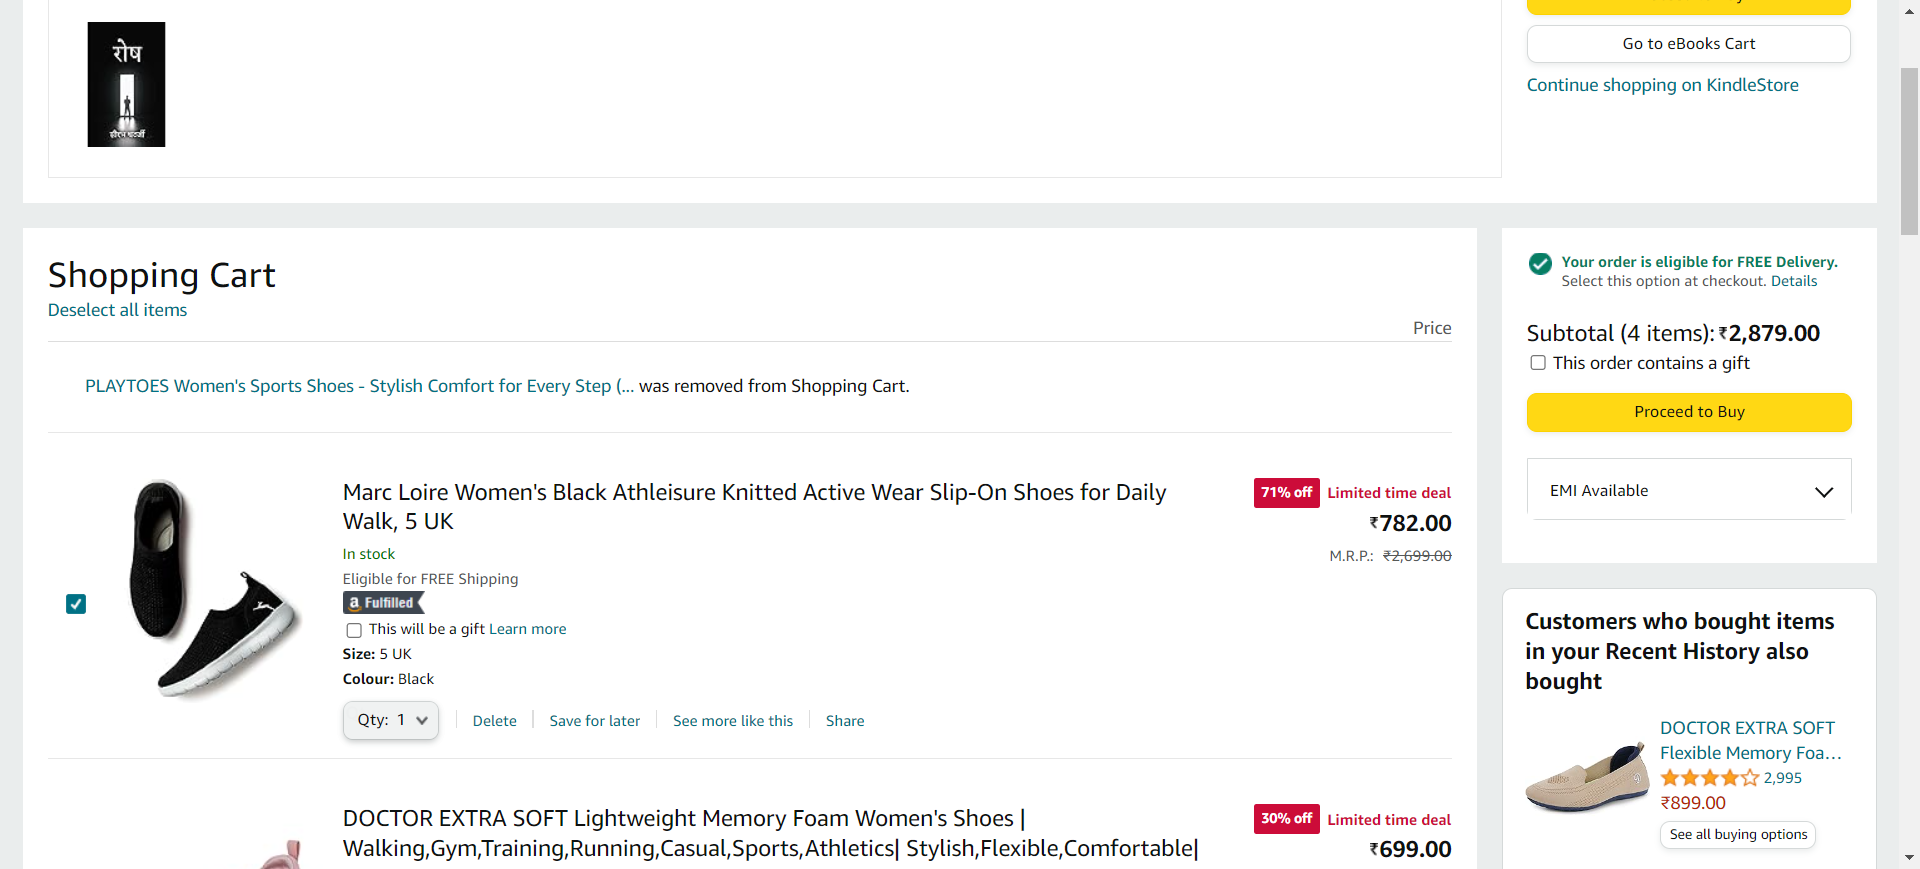 रोष
Go to eBooks Cart
Continue shopping on KindleStore
Shopping Cart
Deselect all items
Price
PLAYTOES Women's Sports Shoes - Stylish Comfort for Every Step (... was removed from Shopping Cart.
Marc Loire Women's Black Athleisure Knitted Active Wear Slip-On Shoes for Daily
Walk, 5 UK
In stock
Eligible for FREE Shipping
a Fulfilled
This will be a gift Learn more
Size: 5 UK
Colour: Black
Qty: 1
Delete
Save for later
See more like this
Share
71% off Limited time deal
₹782.00
M.R.P.: ₹2,699.00
DOCTOR EXTRA SOFT Lightweight Memory Foam Women's Shoes |
Walking,Gym,Training,Running,Casual,Sports,Athletics| Stylish,Flexible,Comfortable|
30% off Limited time deal
₹699.00
Your order is eligible for FREE Delivery.
Select this option at checkout. Details
Subtotal (4 items): ₹2,879.00
This order contains a gift
Proceed to Buy
EMI Available
Customers who bought items
in your Recent History also
bought
DOCTOR EXTRA SOFT
Flexible Memory Foa...
2,995
₹899.00
See all buying options